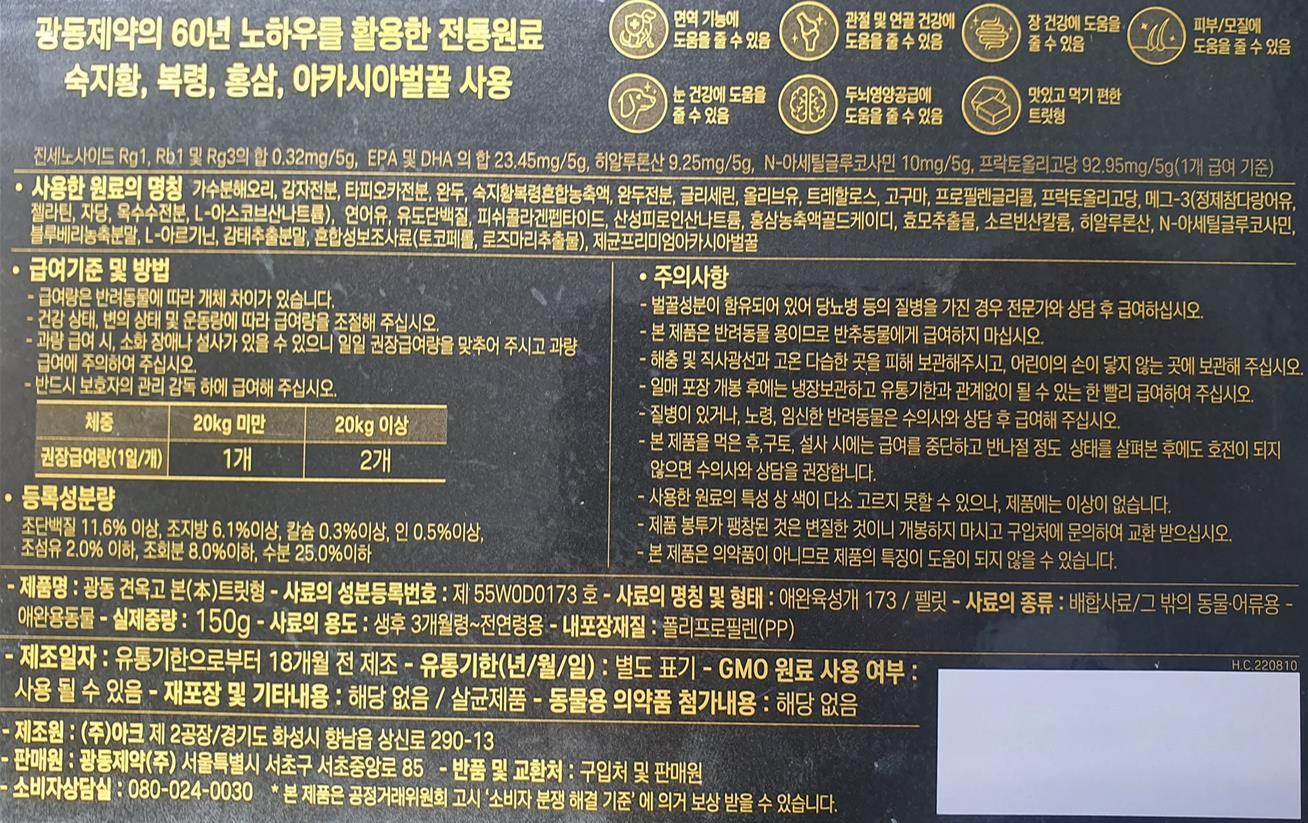 광동제약의 60년 노하우를 활용한 전통원료
숙지황, 복령, 홍삼, 아카시아벌꿀 사용
면역 기능에
도움을 줄 수 있음
관절 및 연골 건강에
도움을 줄 수 있음
장 건강에 도움을
줄 수 있음
피부/모질에
도움을 줄 수 있음
눈 건강에 도움을
줄 수 있음
두뇌영양공급에
도움을 줄 수 있음
맛있고 먹기 편한
트릿형
진세노사이드 Rg1, Rb1 및 Rg3의 합 0.32mg/5g, EPA 및 DHA 의 합 23.45mg/5g, 히알루론산 9.25mg/5g, N-아세틸글루코사민 10mg/5g, 프락토올리고당 92.95mg/5g(1개 급여 기준)
• 사용한 원료의 명칭 가수분해오리, 감자전분, 타피오카전분, 완두, 숙지황복령혼합농축액, 완두전분, 글리세린, 올리브유, 트레할로스, 고구마, 프로필렌글리콜, 프락토올리고당, 메그-3(정제참다랑어유,
젤라틴, 자당, 옥수수전분, L-아스코브산나트륨), 연어유, 유도단백질, 피쉬콜라겐펩타이드, 산성피로인산나트륨, 홍삼농축액골드케이디, 효모추출물, 소르빈산칼륨, 히알루론산, N-아세틸글루코사민,
블루베리농축분말, L-아르기닌, 감태추출분말, 혼합성보조사료(토코페롤, 로즈마리추출물), 제균프리미엄아카시아벌꿀
• 급여기준 및 방법
- 급여량은 반려동물에 따라 개체 차이가 있습니다.
- 건강 상태, 변의 상태 및 운동량에 따라 급여량을 조절해 주십시오.
- 과량 급여 시, 소화 장애나 설사가 있을 수 있으니 일일 권장급여량을 맞추어 주시고 과량
급여에 주의하여 주십시오.
- 반드시 보호자의 관리 감독 하에 급여해 주십시오.
체중 20kg 미만 20kg 이상
권장급여량(1일/개) 1개 2개
• 등록성분량
조단백질 11.6% 이상, 조지방 6.1%이상, 칼슘 0.3%이상, 인 0.5%이상,
조섬유 2.0% 이하, 조회분 8.0%이하, 수분 25.0%이하
• 주의사항
- 벌꿀성분이 함유되어 있어 당뇨병 등의 질병을 가진 경우 전문가와 상담 후 급여하십시오.
- 본 제품은 반려동물 용이므로 반추동물에게 급여하지 마십시오.
- 해충 및 직사광선과 고온 다습한 곳을 피해 보관해주시고, 어린이의 손이 닿지 않는 곳에 보관해 주십시오.
- 일매 포장 개봉 후에는 냉장보관하고 유통기한과 관계없이 될 수 있는 한 빨리 급여하여 주십시오.
- 질병이 있거나, 노령, 임신한 반려동물은 수의사와 상담 후 급여해 주십시오.
- 본 제품을 먹은 후,구토, 설사 시에는 급여를 중단하고 반나절 정도 상태를 살펴본 후에도 호전이 되지
않으면 수의사와 상담을 권장합니다.
- 사용한 원료의 특성 상 색이 다소 고르지 못할 수 있으나, 제품에는 이상이 없습니다.
- 제품 봉투가 팽창된 것은 변질한 것이니 개봉하지 마시고 구입처에 문의하여 교환 받으십시오.
- 본 제품은 의약품이 아니므로 제품의 특징이 도움이 되지 않을 수 있습니다.
- 제품명 : 광동 견옥고 본(本)트릿형 - 사료의 성분등록번호 : 제 55W0D0173 호 - 사료의 명칭 및 형태 : 애완육성개 173 / 펠릿 - 사료의 종류 : 배합사료/그 밖의 동물·어류용 -
애완용동물 - 실제중량 : 150g - 사료의 용도 : 생후 3개월령~전연령용 - 내포장재질 : 폴리프로필렌(PP)
- 제조일자 : 유통기한으로부터 18개월 전 제조 - 유통기한(년/월/일) : 별도 표기 - GMO 원료 사용 여부 :
사용 될 수 있음 - 재포장 및 기타내용 : 해당 없음 / 살균제품 - 동물용 의약품 첨가내용 : 해당 없음
H.C.220810
- 제조원 : (주)아크 제 2공장/경기도 화성시 향남읍 상신로 290-13
- 판매원 : 광동제약(주) 서울특별시 서초구 서초중앙로 85 - 반품 및 교환처 : 구입처 및 판매원
- 소비자상담실 : 080-024-0030 * 본 제품은 공정거래위원회 고시 '소비자 분쟁 해결 기준' 에 의거 보상 받을 수 있습니다.